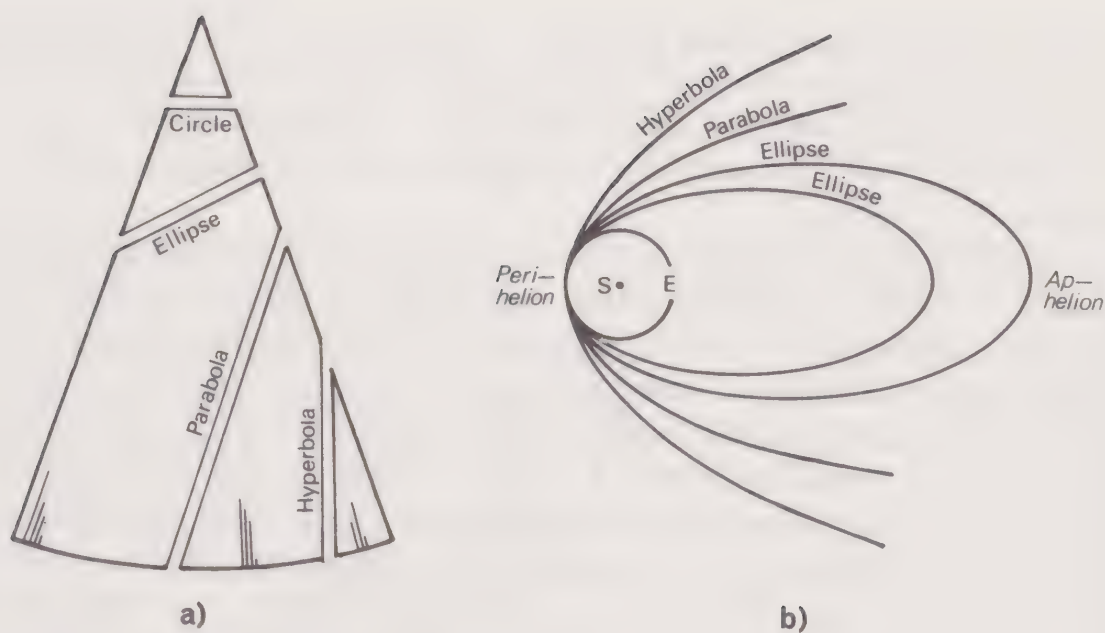 Circle
Ellipse
Parabola
Hyperbola
a)
Hyperbola
Parabola
Ellipse
Ellipse
Peri—
helion
S
E
Ap—
helion
b)